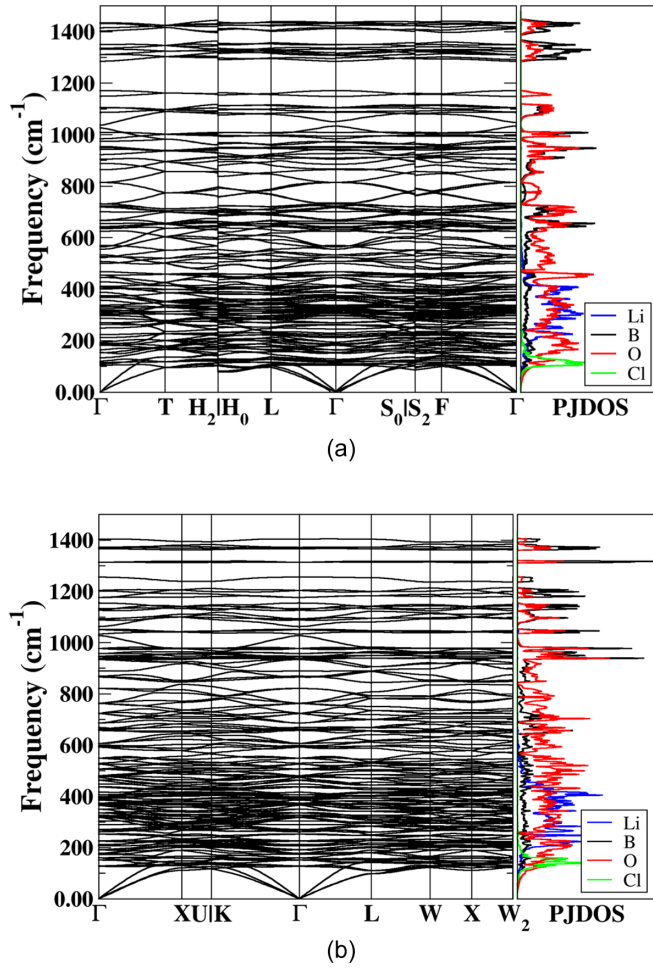 1400
1200
1000
800
600
400
200
0.00
Frequency (cm⁻¹)
Γ T H₂|H₀ L Γ S₀|S₂ F Γ PJDOS
Li
B
O
Cl
(a)
1400
1200
1000
800
600
400
200
0.00
Frequency (cm⁻¹)
Γ XU|K Γ L W X W₂ PJDOS
Li
B
O
Cl
(b)